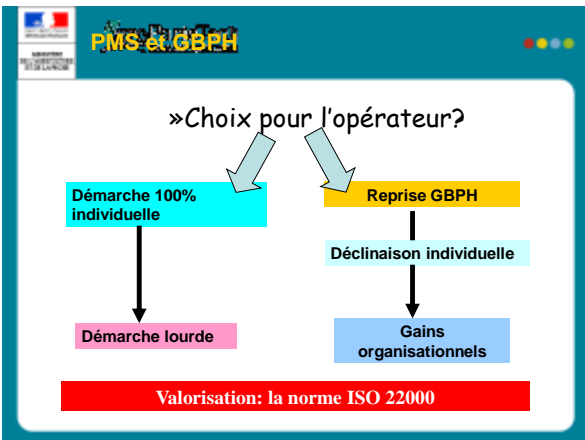 PMS et GBPH
»Choix pour l'opérateur?
Démarche 100%
individuelle
Reprise GBPH
Déclinaison individuelle
Démarche lourde
Gains
organisationnels
Valorisation: la norme ISO 22000